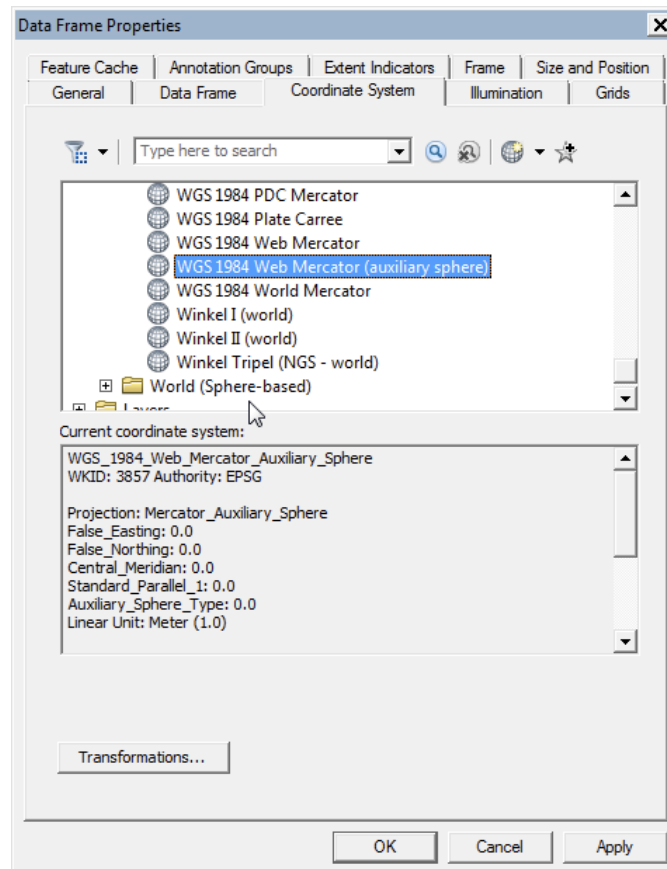 Data Frame Properties
Feature Cache Annotation Groups Extent Indicators Frame Size and Position
General Data Frame Coordinate System Illumination Grids
Type here to search
WGS 1984 PDC Mercator
WGS 1984 Plate Carree
WGS 1984 Web Mercator
WGS 1984 Web Mercator (auxiliary sphere)
WGS 1984 World Mercator
Winkel I (world)
Winkel II (world)
Winkel Tripel (NGS - world)
World (Sphere-based)
Layers
Current coordinate system:
WGS_1984_Web_Mercator_Auxiliary_Sphere
WKID: 3857 Authority: EPSG
Projection: Mercator_Auxiliary_Sphere
False_Easting: 0.0
False_Northing: 0.0
Central_Meridian: 0.0
Standard_Parallel_1: 0.0
Auxiliary_Sphere_Type: 0.0
Linear Unit: Meter (1.0)
Transformations...
OK Cancel Apply